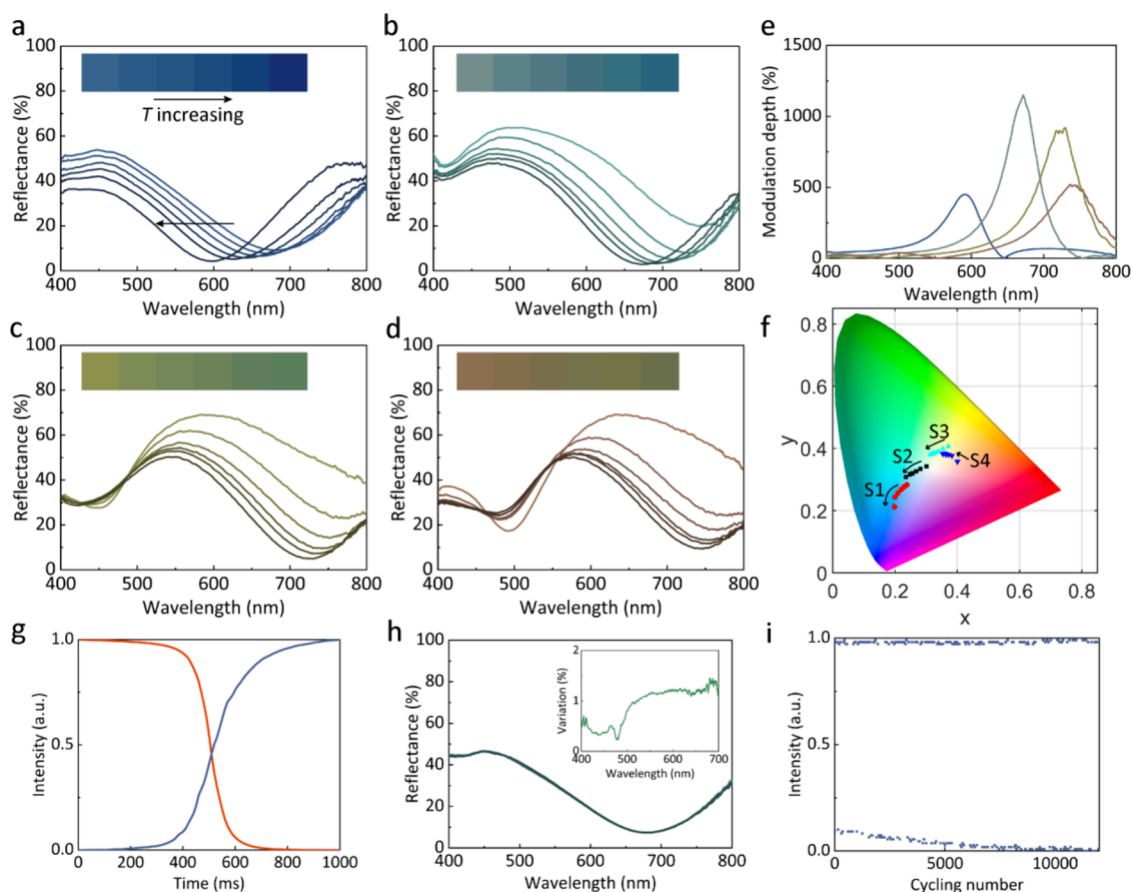 a
100
80
60
40
20
0
Reflectance (%)
T increasing
400 500 600 700 800
Wavelength (nm)
b
100
80
60
40
20
0
Reflectance (%)
400 500 600 700 800
Wavelength (nm)
e
1500
1000
500
0
Modulation depth (%)
400 500 600 700 800
Wavelength (nm)
c
100
80
60
40
20
0
Reflectance (%)
400 500 600 700 800
Wavelength (nm)
d
100
80
60
40
20
0
Reflectance (%)
400 500 600 700 800
Wavelength (nm)
f
0.8
0.6
0.4
0.2
0
y
S3
S2
S4
S1
0.2 0.4 0.6 0.8
x
g
1.0
0.5
0.0
Intensity (a.u.)
0 200 400 600 800 1000
Time (ms)
h
100
80
60
40
20
0
Reflectance (%)
2
1
0
Variation (%)
400 500 600 700
Wavelength (nm)
400 500 600 700 800
Wavelength (nm)
i
1.0
0.5
0.0
Intensity (a.u.)
0 5000 10000
Cycling number